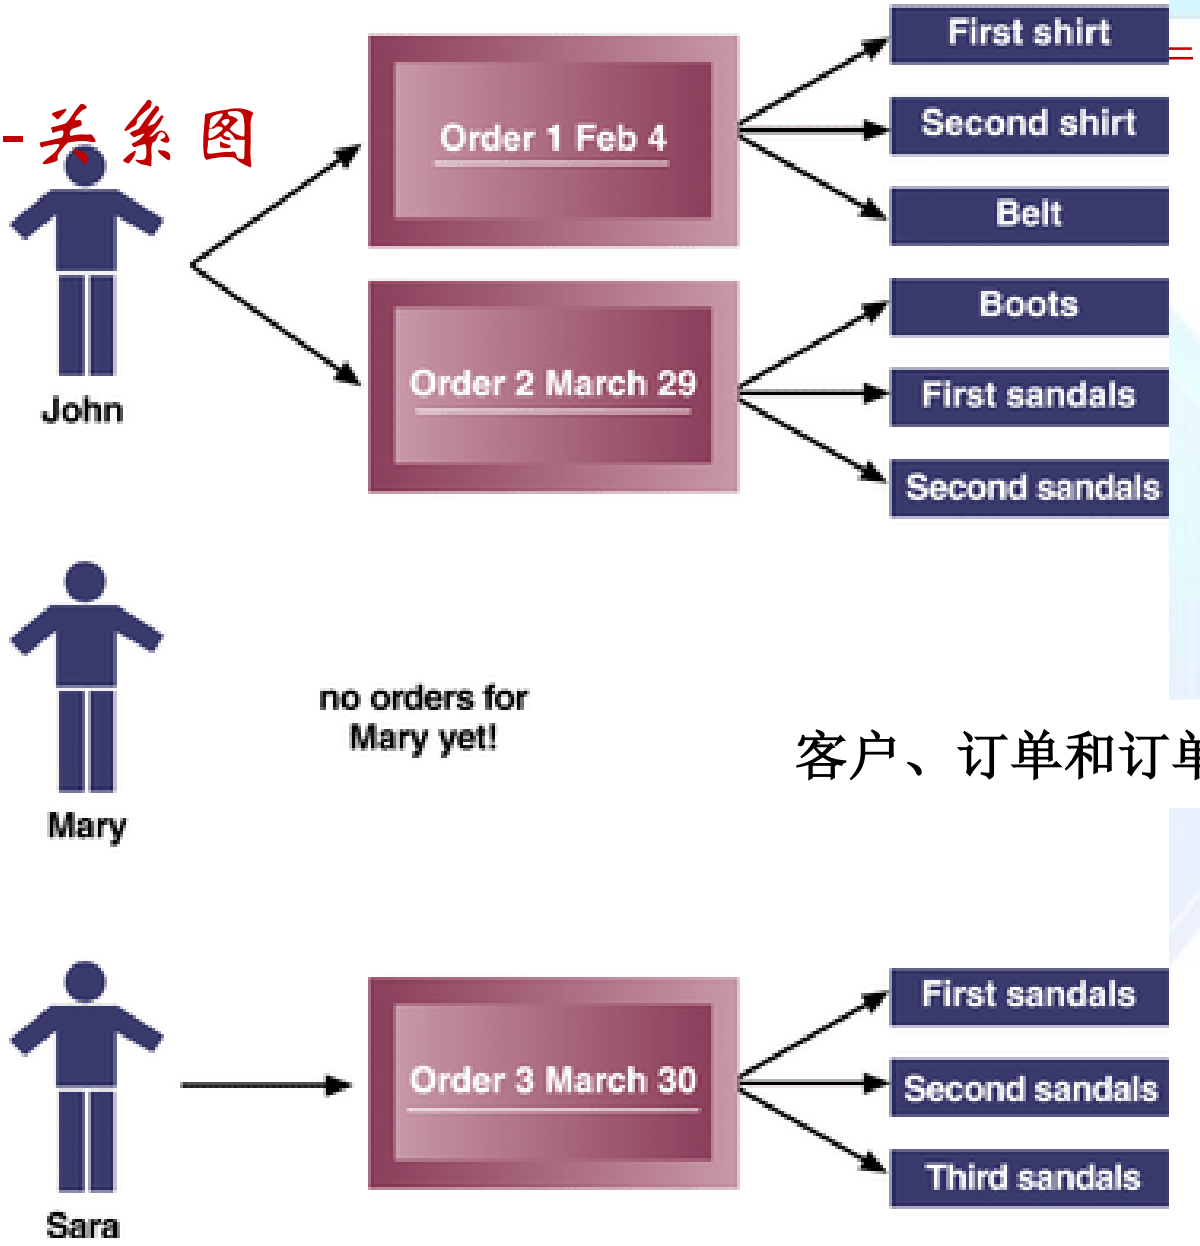 -关系图
First shirt
Order 1 Feb 4
Second shirt
Belt
John
Order 2 March 29
Boots
First sandals
Second sandals
no orders for
Mary yet!
客户、订单和订单
Mary
Order 3 March 30
First sandals
Second sandals
Third sandals
Sara